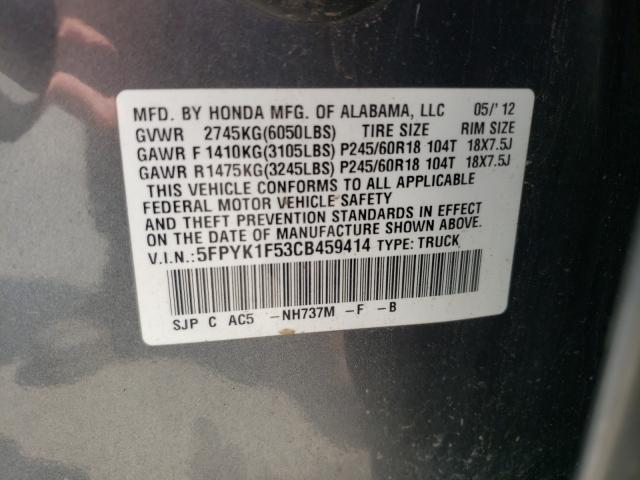 MFD. BY HONDA MFG. OF ALABAMA, LLC 05/'12
GVWR 2745KG(6050LBS) TIRE SIZE RIM SIZE
GAWR F 1410KG(3105LBS) P245/60R18 104T 18X7.5J
GAWR R1475KG(3245LBS) P245/60R18 104T 18X7.5J
THIS VEHICLE CONFORMS TO ALL APPLICABLE
FEDERAL MOTOR VEHICLE SAFETY
AND THEFT PREVENTION STANDARDS IN EFFECT
ON THE DATE OF MANUFACTURE SHOWN ABOVE.
V.I.N.:5FPYK1F53CB459414 TYPE: TRUCK
SJP C AC5 -NH737M -F -B